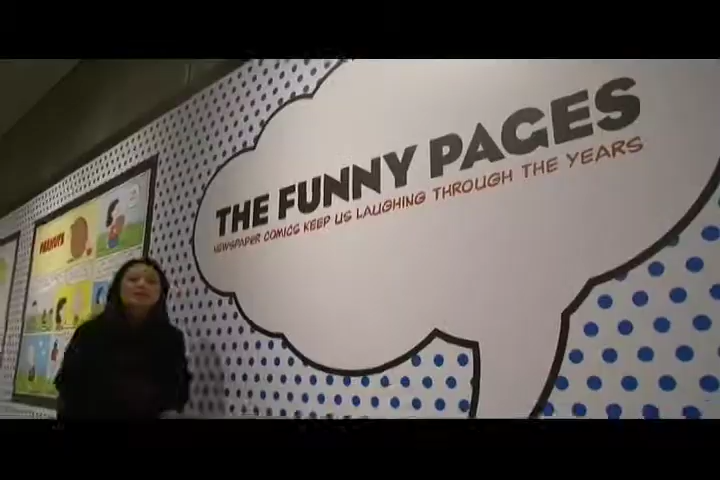 THE FUNNY PAGES
NEWSPAPER COMICS KEEP US LAUGHING THROUGH THE YEARS
PEANUTS